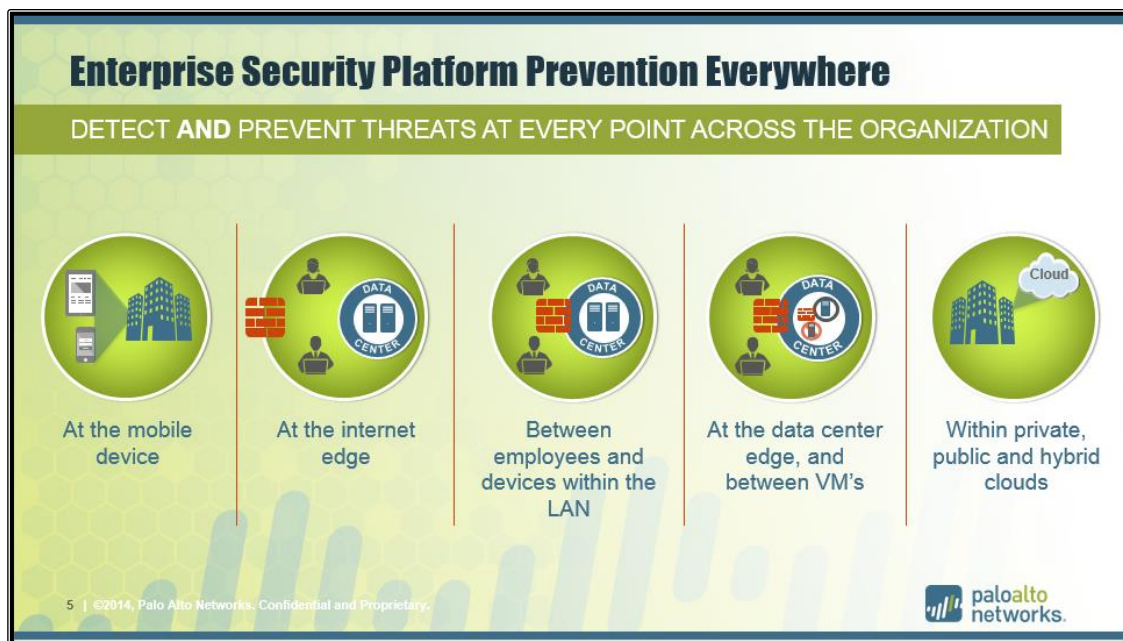 Enterprise Security Platform Prevention Everywhere
DETECT AND PREVENT THREATS AT EVERY POINT ACROSS THE ORGANIZATION
DATA
CENTER
DATA
CENTER
DATA
CENTER
Cloud
At the mobile
device
At the internet
edge
Between
employees and
devices within the
LAN
At the data center
edge, and
between VM's
Within private,
public and hybrid
clouds
5 | ©2014, Palo Alto Networks. Confidential and Proprietary.
paloalto
networks.